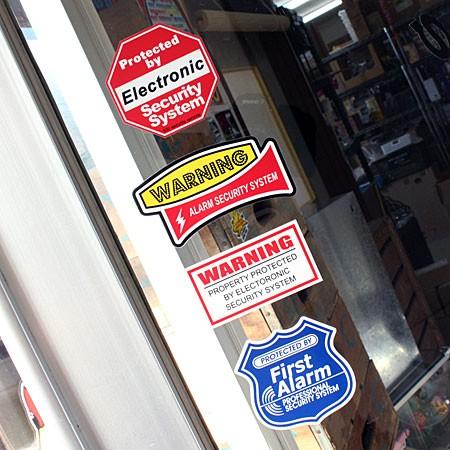 Protected
by
Electronic
Security
System
WARNING
ALARM SECURITY SYSTEM
WARNING
PROPERTY PROTECTED
BY ELECTORONIC
SECURITY SYSTEM
PROTECTED BY
First
Alarm
PROFESSIONAL
SECURITY SYSTEM